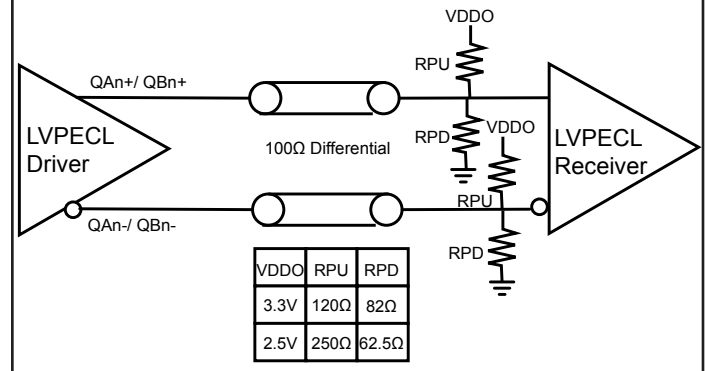 VDDO
RPU
QAn+/ QBn+
LVPECL
Driver
100Ω Differential
RPD
VDDO
LVPECL
Receiver
RPU
QAn-/ QBn-
RPD
VDDO RPU RPD
3.3V 120Ω 82Ω
2.5V 250Ω 62.5Ω